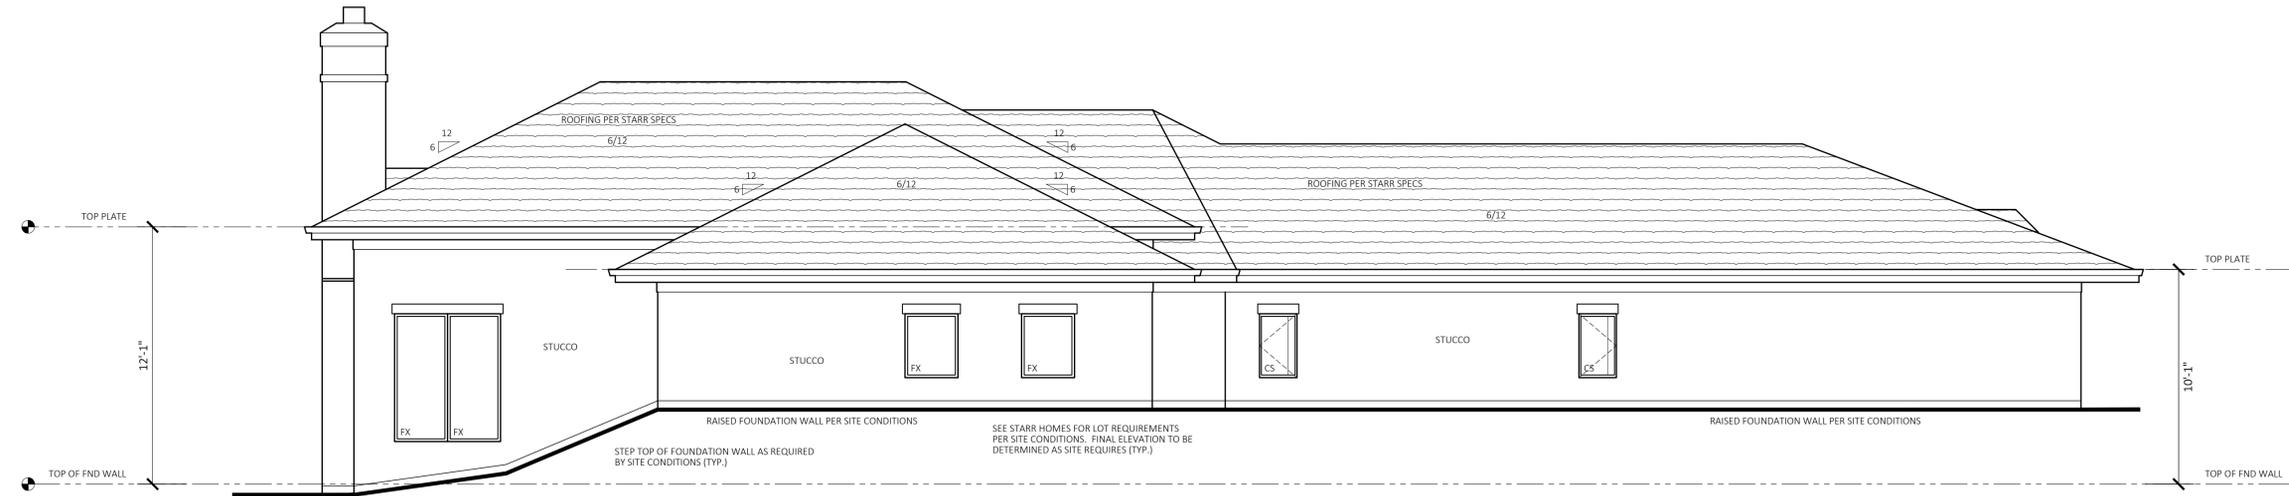 12
6
ROOFING PER STARR SPECS
6/12
12
6
12
6
6/12
12
6
ROOFING PER STARR SPECS
6/12
TOP PLATE
TOP PLATE
12'-1"
10'-1"
STUCCO
STUCCO
STUCCO
FX
FX
CS
CS
FX
FX
RAISED FOUNDATION WALL PER SITE CONDITIONS
RAISED FOUNDATION WALL PER SITE CONDITIONS
SEE STARR HOMES FOR LOT REQUIREMENTS
PER SITE CONDITIONS. FINAL ELEVATION TO BE
DETERMINED AS SITE REQUIRES (TYP.)
STEP TOP OF FOUNDATION WALL AS REQUIRED
BY SITE CONDITIONS (TYP.)
TOP OF FND WALL
TOP OF FND WALL